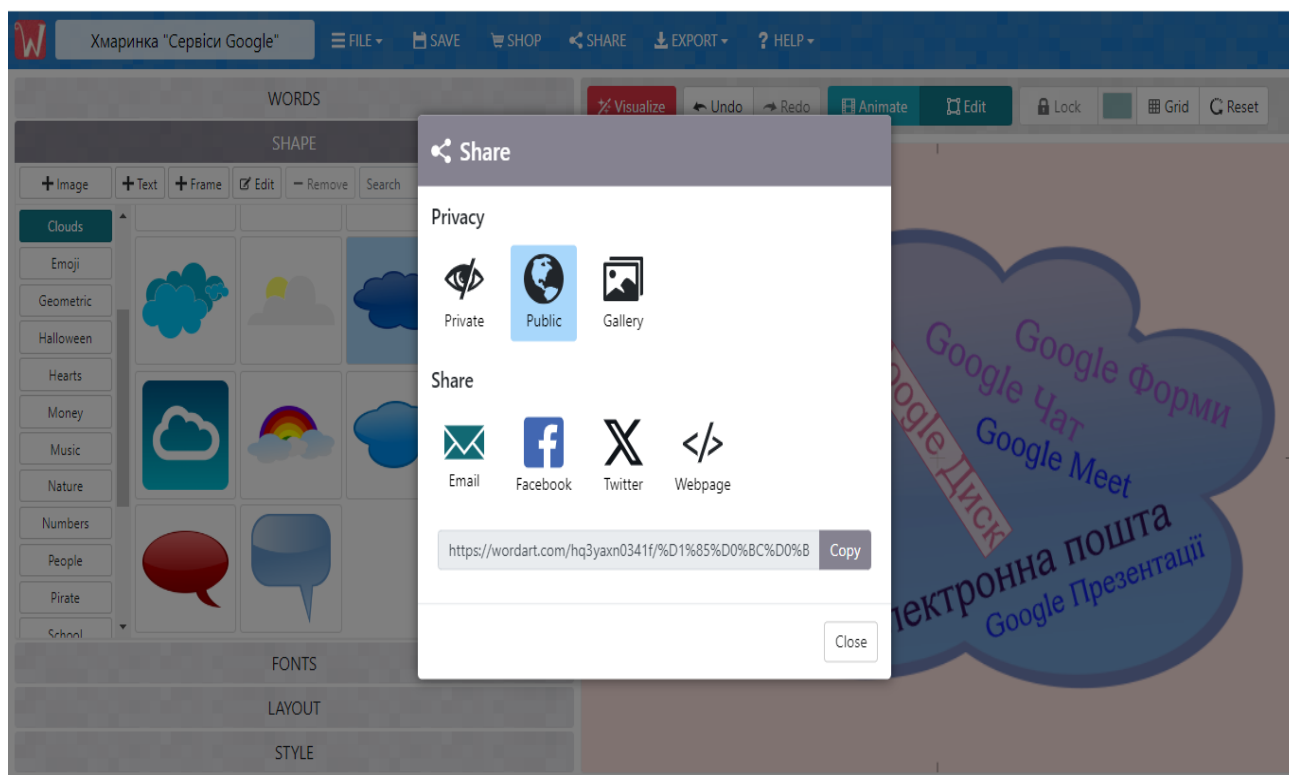 W Хмаринка "Сервіси Google" FILE SAVE SHOP SHARE EXPORT ? HELP
WORDS
Visualize Undo Redo Animate Edit Lock Grid Reset
SHAPE
+ Image + Text + Frame Edit − Remove Search
Clouds
Emoji
Geometric
Halloween
Hearts
Money
Music
Nature
Numbers
People
Pirate
School
FONTS
LAYOUT
STYLE
Share
Privacy
Private Public Gallery
Share
Email Facebook Twitter Webpage
https://wordart.com/hq3yaxn0341f/%D1%85%D0%BC%D0%B Copy
Close
Google Форми
Google Чат
Google Meet
oogle Диск
лектронна пошта
Google Презентації